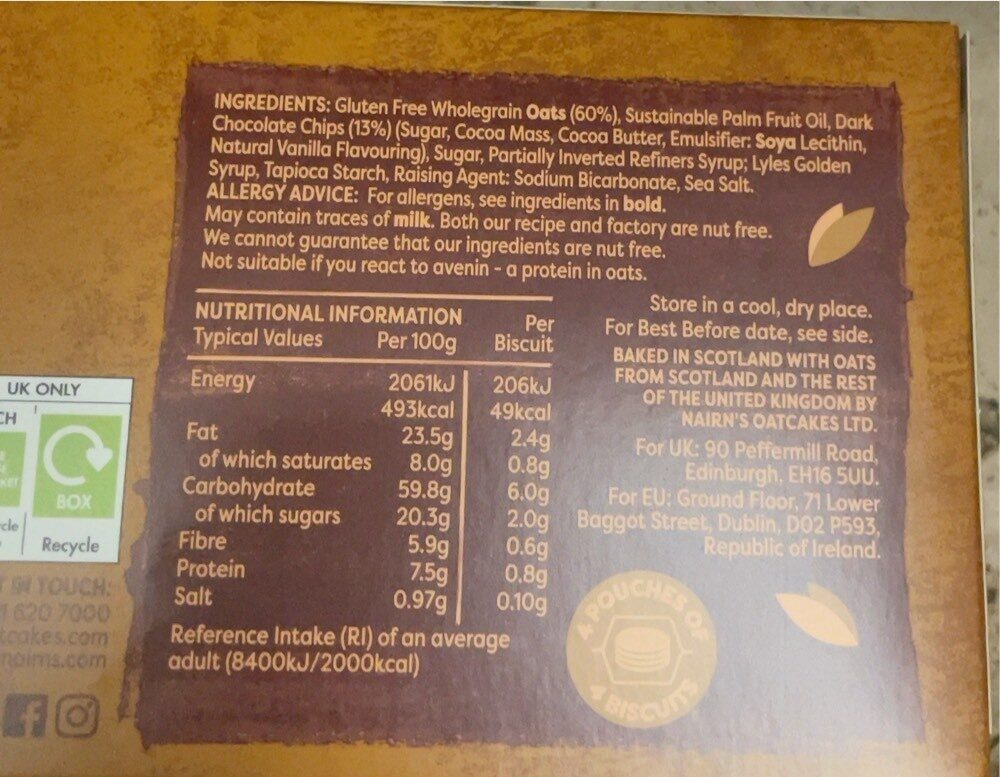 INGREDIENTS: Gluten Free Wholegrain Oats (60%), Sustainable Palm Fruit Oil, Dark
Chocolate Chips (13%) (Sugar, Cocoa Mass, Cocoa Butter, Emulsifier: Soya Lecithin,
Natural Vanilla Flavouring), Sugar, Partially Inverted Refiners Syrup; Lyles Golden
Syrup, Tapioca Starch, Raising Agent: Sodium Bicarbonate, Sea Salt.
ALLERGY ADVICE: For allergens, see ingredients in bold.
May contain traces of milk. Both our recipe and factory are nut free.
We cannot guarantee that our ingredients are nut free.
Not suitable if you react to avenin - a protein in oats.
NUTRITIONAL INFORMATION
Typical Values Per 100g Per Biscuit
Energy 2061kJ 206kJ
493kcal 49kcal
Fat 23.5g 2.4g
of which saturates 8.0g 0.8g
Carbohydrate 59.8g 6.0g
of which sugars 20.3g 2.0g
Fibre 5.9g 0.6g
Protein 7.5g 0.8g
Salt 0.97g 0.10g
Reference Intake (RI) of an average
adult (8400kJ/2000kcal)
Store in a cool, dry place.
For Best Before date, see side.
BAKED IN SCOTLAND WITH OATS
FROM SCOTLAND AND THE REST
OF THE UNITED KINGDOM BY
NAIRN'S OATCAKES LTD.
For UK: 90 Peffermill Road,
Edinburgh, EH16 5UU.
For EU: Ground Floor, 71 Lower
Baggot Street, Dublin, D02 P593,
Republic of Ireland.
4 POUCHES OF
4 BISCUITS
UK ONLY
BOX
Recycle
IN TOUCH:
620 7000